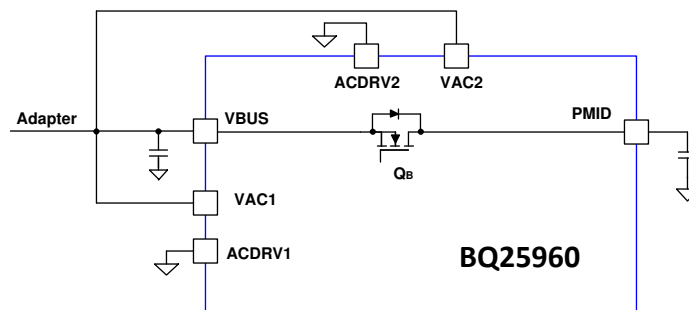 ACDRV2
VAC2
Adapter
VBUS
PMID
QB
VAC1
ACDRV1
BQ25960